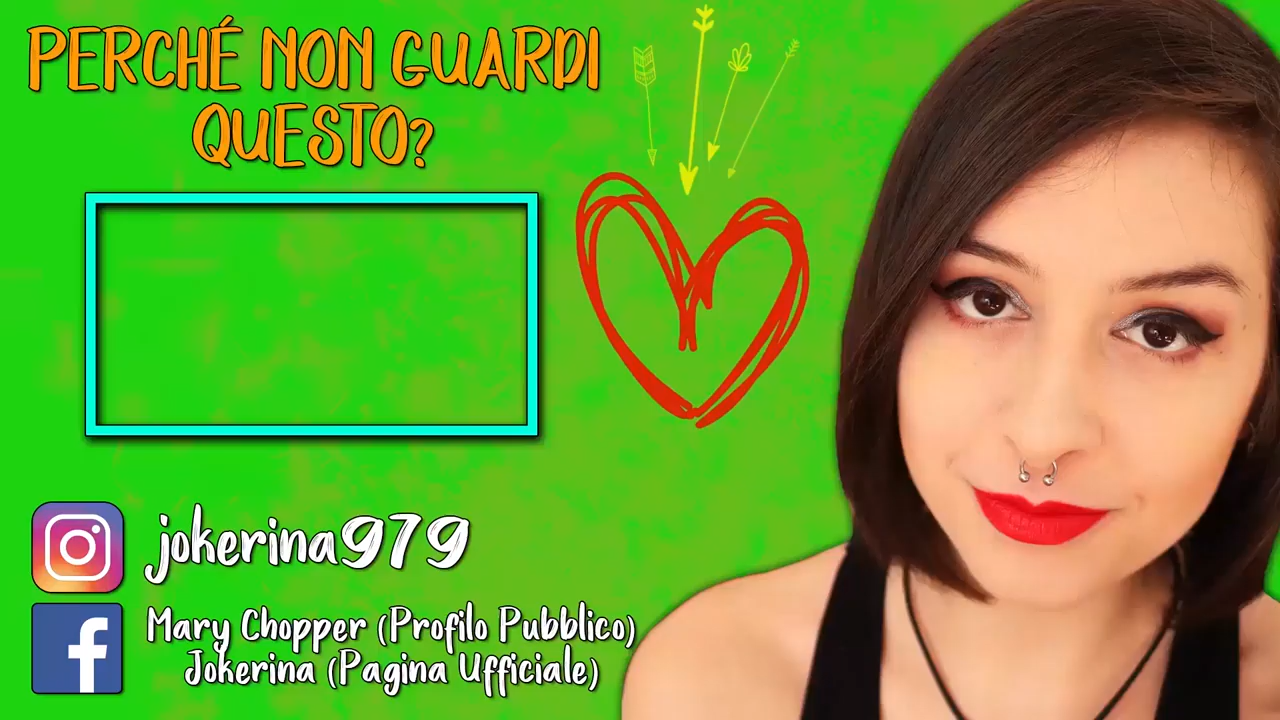 PERCHÉ NON GUARDI
QUESTO?
jokerina979
Mary Chopper (Profilo Pubblico)
Jokerina (Pagina Ufficiale)